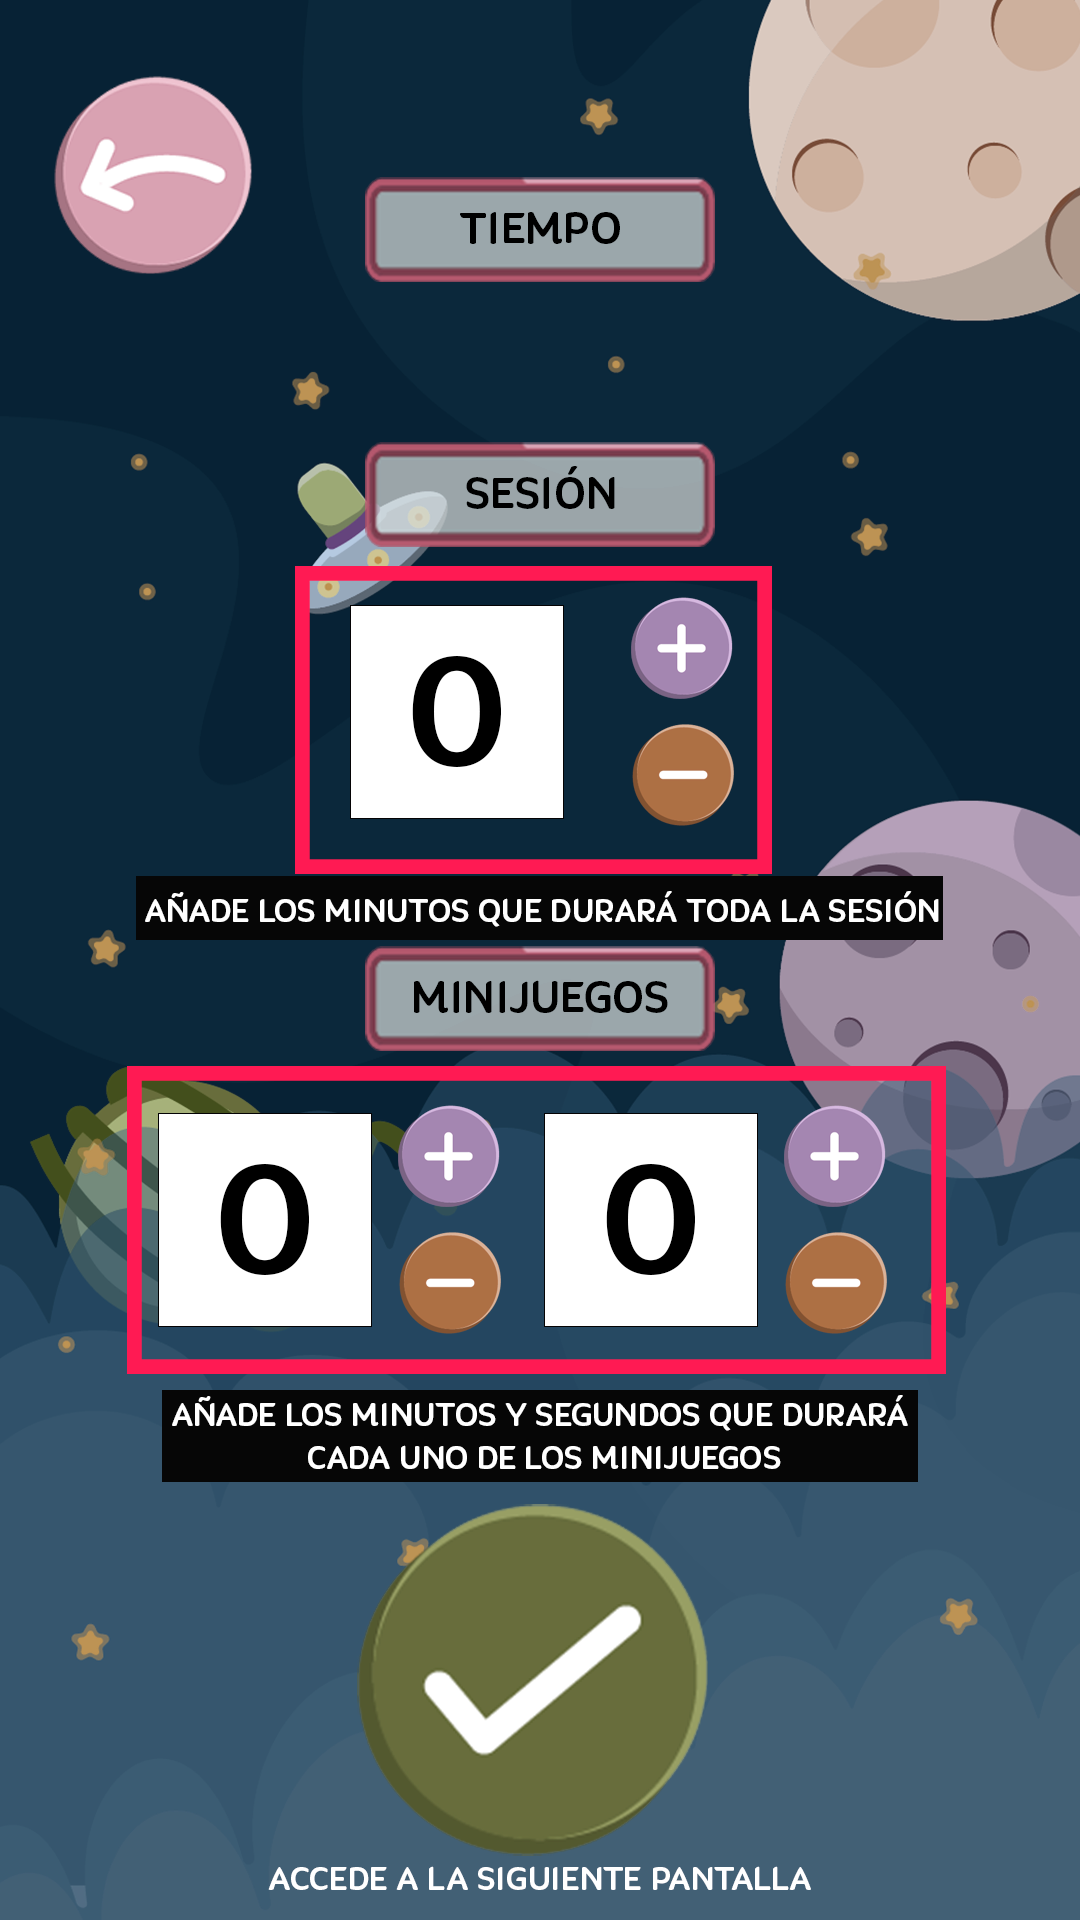 TIEMPO
SESIÓN
0
+
−
AÑADE LOS MINUTOS QUE DURARÁ TODA LA SESIÓN
MINIJUEGOS
0 + 0 +
− −
AÑADE LOS MINUTOS Y SEGUNDOS QUE DURARÁ
CADA UNO DE LOS MINIJUEGOS
ACCEDE A LA SIGUIENTE PANTALLA